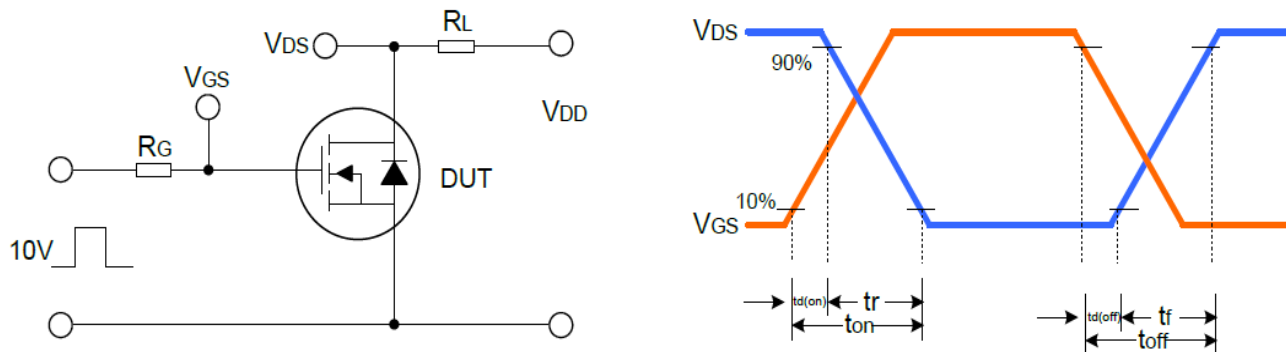 RL
VDS
VGS
VDD
RG
DUT
10V
VDS
90%
10%
VGS
td(on)
tr
ton
td(off)
tf
toff